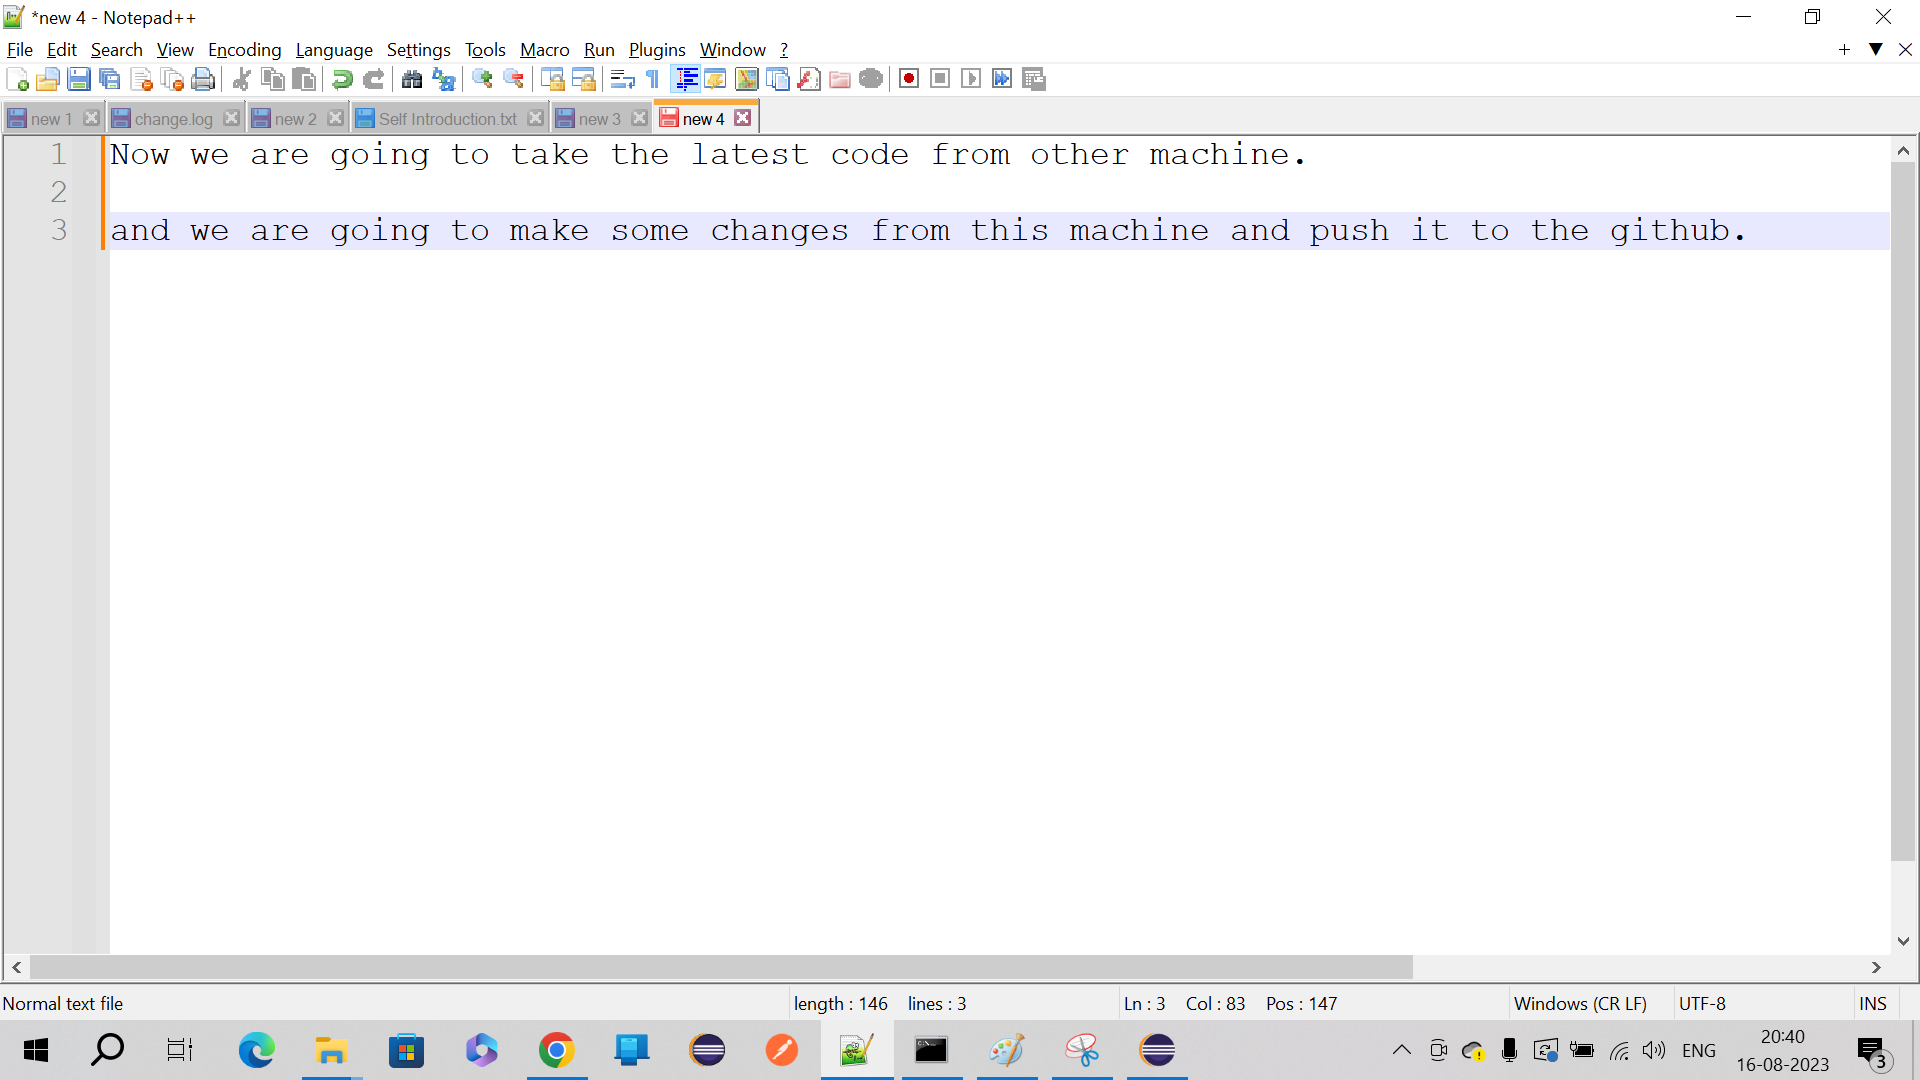 *new 4 - Notepad++
File Edit Search View Encoding Language Settings Tools Macro Run Plugins Window ?
new 1 change.log new 2 Self Introduction.txt new 3 new 4
1 Now we are going to take the latest code from other machine.
2
3 and we are going to make some changes from this machine and push it to the github.
Normal text file length : 146 lines : 3 Ln : 3 Col : 83 Pos : 147 Windows (CR LF) UTF-8 INS
ENG 20:40
16-08-2023 3